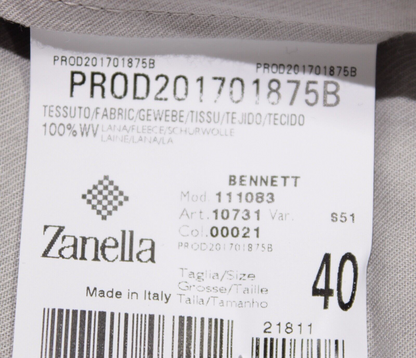 PROD201701875B PROD201701875B
PROD201701875B
TESSUTO/FABRIC/GEWEBE/TISSU/TEJIDO/TECIDO
100%WV LANA/FLEECE/SCHURWOLLE
LAINE/LANA/LA
BENNETT
Mod 111083
Art.10731 Var. S51
Col.00021
PROD201701875B
Zanella
Taglia/Size
Grosse/Taille
Talla/Tamanho
40
Made in Italy
21811